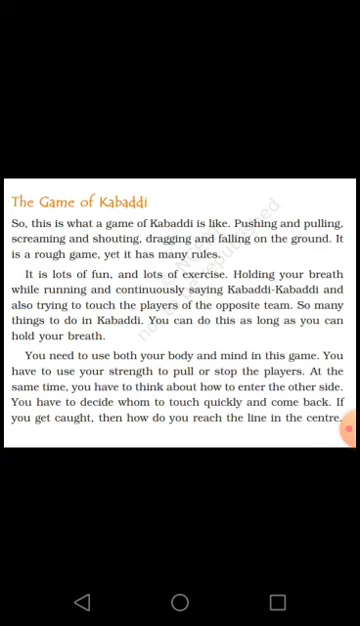 The Game of Kabaddi
So, this is what a game of Kabaddi is like. Pushing and pulling,
screaming and shouting, dragging and falling on the ground. It
is a rough game, yet it has many rules.
It is lots of fun, and lots of exercise. Holding your breath
while running and continuously saying Kabaddi-Kabaddi and
also trying to touch the players of the opposite team. So many
things to do in Kabaddi. You can do this as long as you can
hold your breath.
You need to use both your body and mind in this game. You
have to use your strength to pull or stop the players. At the
same time, you have to think about how to enter the other side.
You have to decide whom to touch quickly and come back. If
you get caught, then how do you reach the line in the centre.
not to be republished